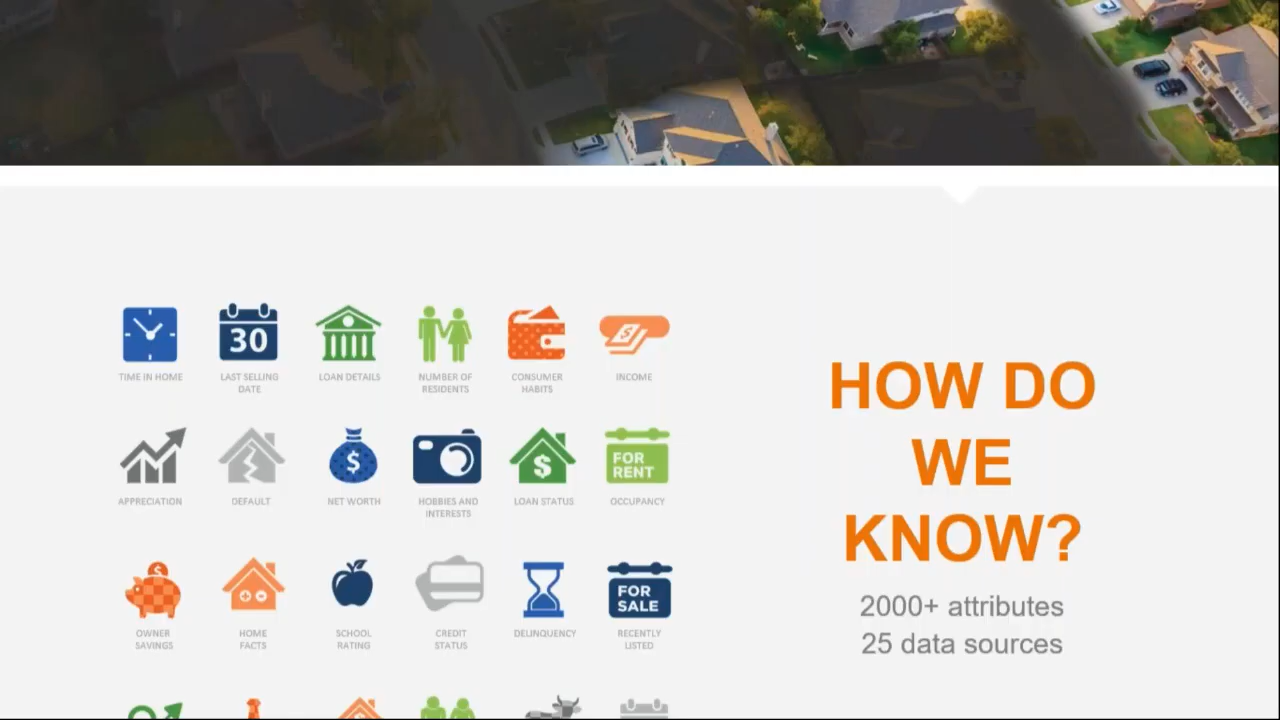 30
TIME IN HOME
LAST SELLING
DATE
LOAN DETAILS
NUMBER OF
RESIDENTS
CONSUMER
HABITS
$
INCOME
APPRECIATION
DEFAULT
$
NET WORTH
HOBBIES AND
INTERESTS
$
LOAN STATUS
FOR
RENT
OCCUPANCY
$
OWNER
SAVINGS
HOME
FACTS
SCHOOL
RATING
CREDIT
STATUS
DELINQUENCY
FOR
SALE
RECENTLY
LISTED
HOW DO
WE
KNOW?
2000+ attributes
25 data sources